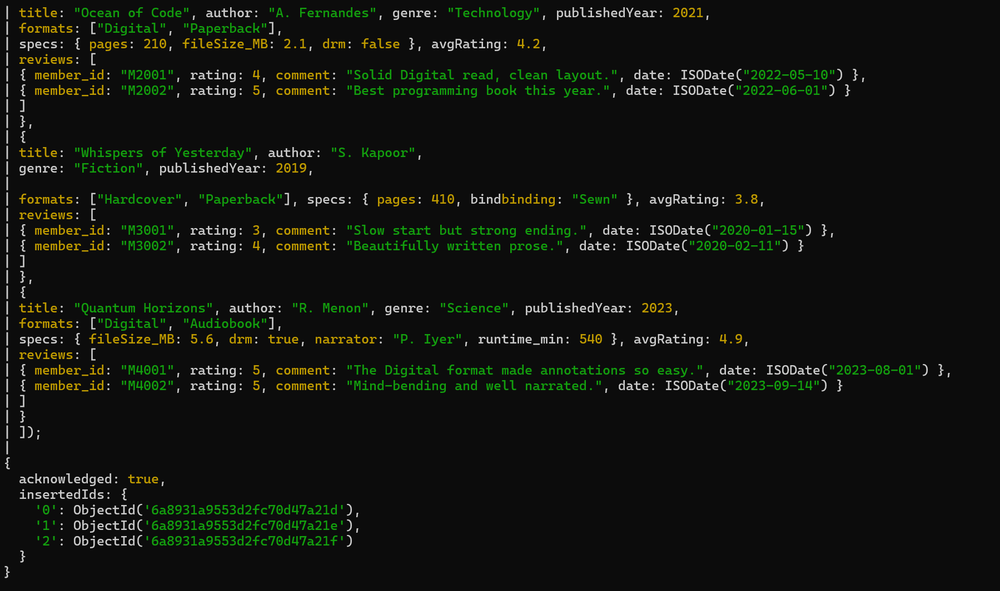 | title: "Ocean of Code", author: "A. Fernandes", genre: "Technology", publishedYear: 2021,
| formats: ["Digital", "Paperback"],
| specs: { pages: 210, fileSize_MB: 2.1, drm: false }, avgRating: 4.2,
| reviews: [
| { member_id: "M2001", rating: 4, comment: "Solid Digital read, clean layout.", date: ISODate("2022-05-10") },
| { member_id: "M2002", rating: 5, comment: "Best programming book this year.", date: ISODate("2022-06-01") }
| ]
| },
| {
| title: "Whispers of Yesterday", author: "S. Kapoor",
| genre: "Fiction", publishedYear: 2019,
|
| formats: ["Hardcover", "Paperback"], specs: { pages: 410, bindbinding: "Sewn" }, avgRating: 3.8,
| reviews: [
| { member_id: "M3001", rating: 3, comment: "Slow start but strong ending.", date: ISODate("2020-01-15") },
| { member_id: "M3002", rating: 4, comment: "Beautifully written prose.", date: ISODate("2020-02-11") }
| ]
| },
| {
| title: "Quantum Horizons", author: "R. Menon", genre: "Science", publishedYear: 2023,
| formats: ["Digital", "Audiobook"],
| specs: { fileSize_MB: 5.6, drm: true, narrator: "P. Iyer", runtime_min: 540 }, avgRating: 4.9,
| reviews: [
| { member_id: "M4001", rating: 5, comment: "The Digital format made annotations so easy.", date: ISODate("2023-08-01") },
| { member_id: "M4002", rating: 5, comment: "Mind-bending and well narrated.", date: ISODate("2023-09-14") }
| ]
| }
| ]);
|
{
  acknowledged: true,
  insertedIds: {
    '0': ObjectId('6a8931a9553d2fc70d47a21d'),
    '1': ObjectId('6a8931a9553d2fc70d47a21e'),
    '2': ObjectId('6a8931a9553d2fc70d47a21f')
  }
}